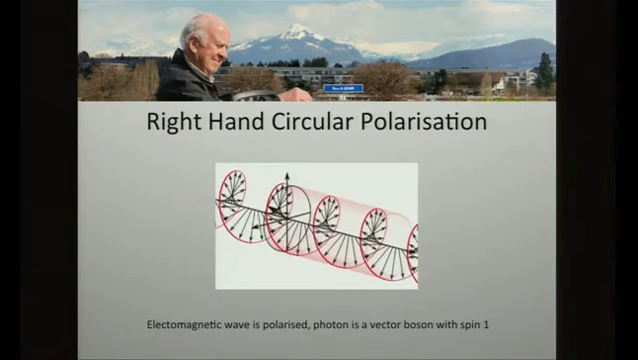 Right Hand Circular Polarisation
Electomagnetic wave is polarised, photon is a vector boson with spin 1